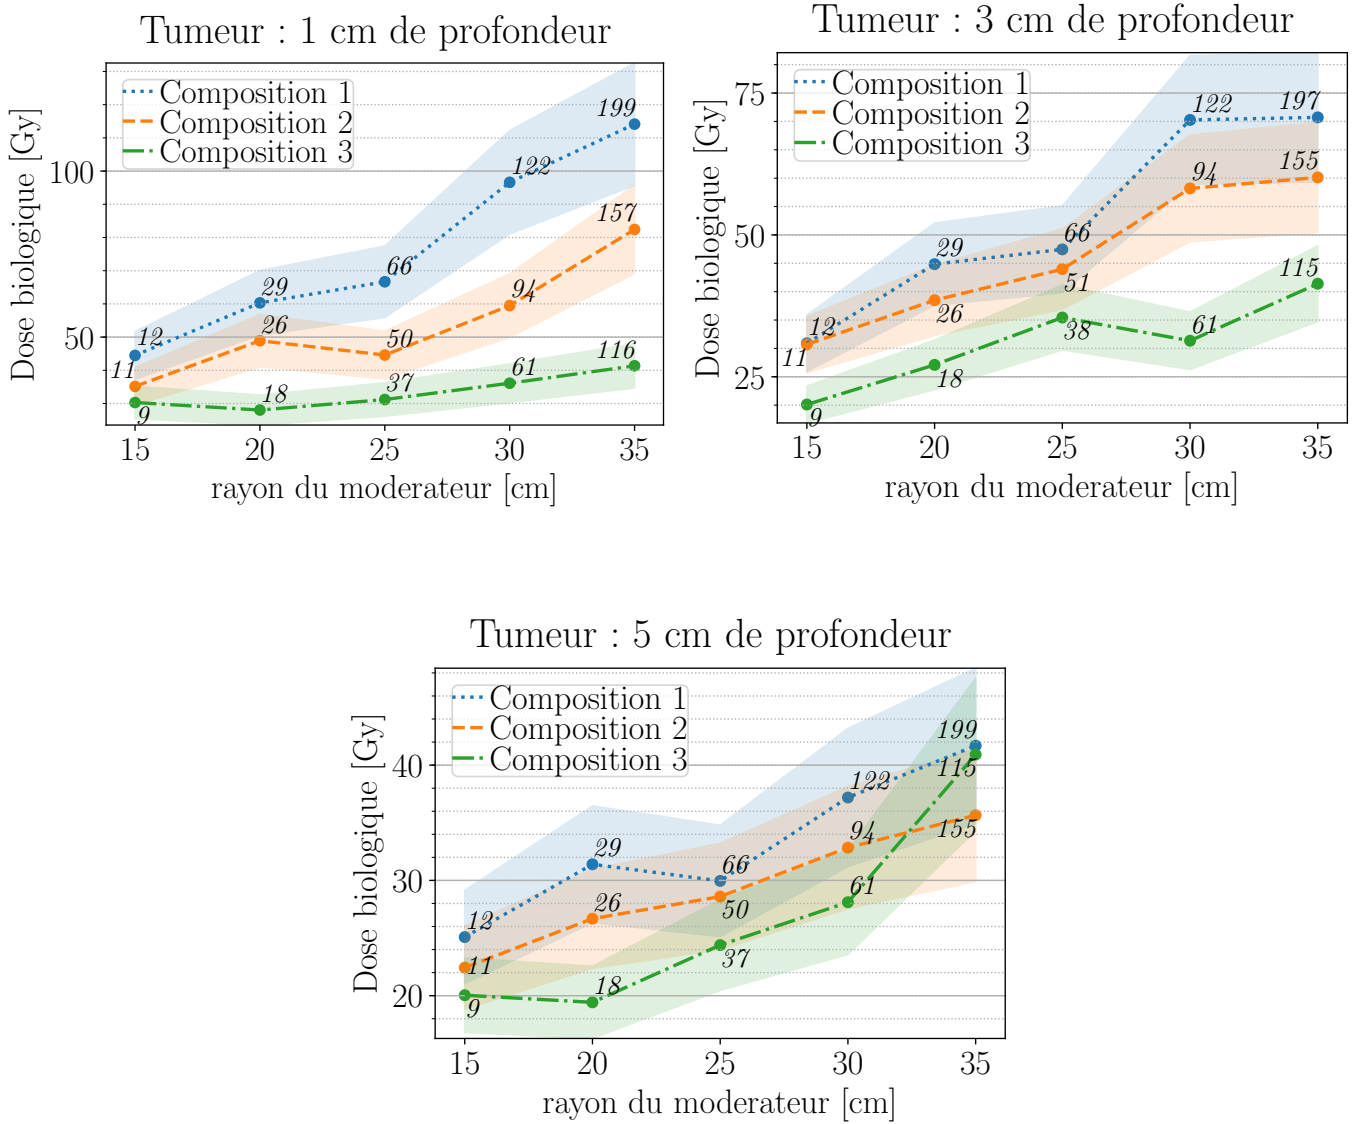 Tumeur : 1 cm de profondeur
Dose biologique [Gy]
100
50
Composition 1
Composition 2
Composition 3
12
29
66
122
199
11
26
50
94
157
9
18
37
61
116
15 20 25 30 35
rayon du moderateur [cm]
Tumeur : 3 cm de profondeur
Dose biologique [Gy]
75
50
25
Composition 1
Composition 2
Composition 3
12
29
66
122
197
11
26
51
94
155
9
18
38
61
115
15 20 25 30 35
rayon du moderateur [cm]
Tumeur : 5 cm de profondeur
Dose biologique [Gy]
40
30
20
Composition 1
Composition 2
Composition 3
12
29
66
122
199
11
26
50
94
155
9
18
37
61
115
15 20 25 30 35
rayon du moderateur [cm]